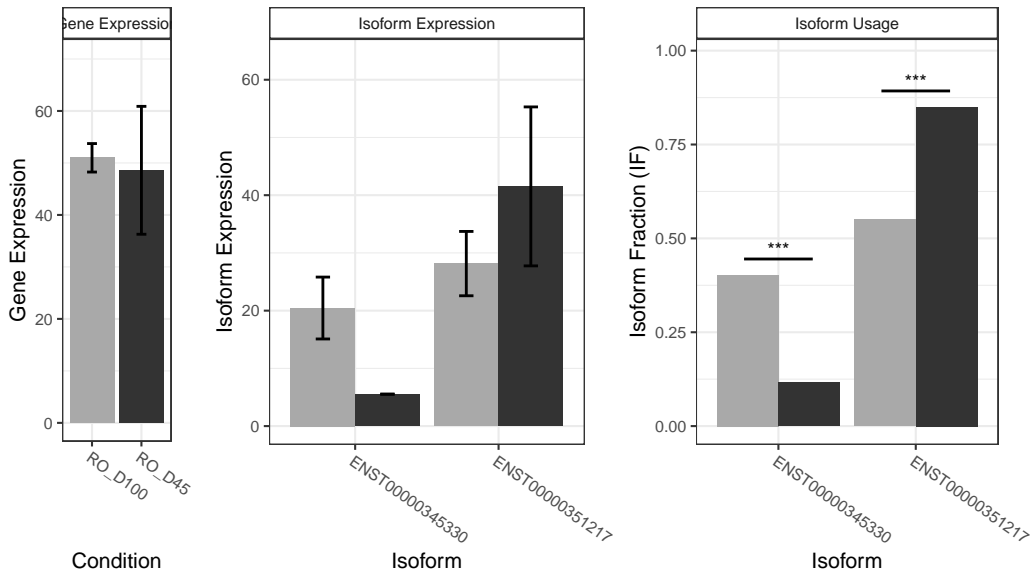 Gene Expression
Gene Expression
60
40
20
0
RO_D100
RO_D45
Condition
Isoform Expression
Isoform Expression
60
40
20
0
ENST00000345330
ENST00000351217
Isoform
Isoform Usage
Isoform Fraction (IF)
1.00
0.75
0.50
0.25
0.00
***
***
ENST00000345330
ENST00000351217
Isoform